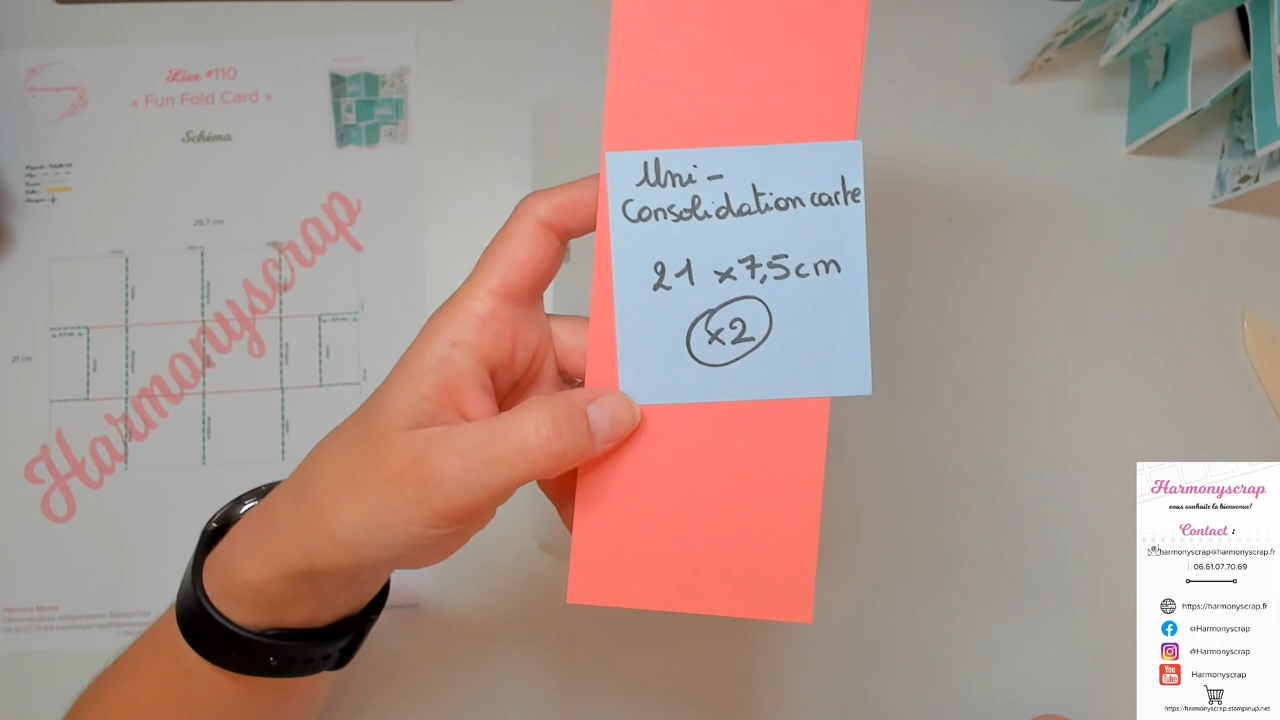 Live #110
« Fun Fold Card »
Schéma
29,7 cm
21 cm
Harmonyscrap
Uni -
Consolidation carte
21 x 7,5 cm
x2
Harmonyscrap
vous souhaite la bienvenue!
Contact :
harmonyscrap@harmonyscrap.fr
06.61.07.70.69
https://harmonyscrap.fr
@Harmonyscrap
@Harmonyscrap
You
Tube
Harmonyscrap
https://harmonyscrap.stampinup.net